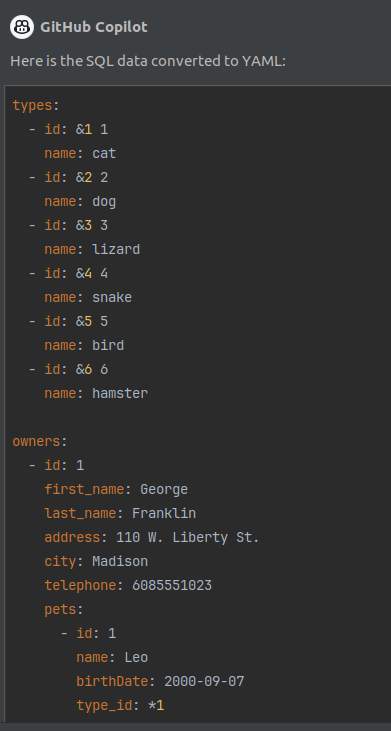 GitHub Copilot
Here is the SQL data converted to YAML:
types:
  - id: &1 1
    name: cat
  - id: &2 2
    name: dog
  - id: &3 3
    name: lizard
  - id: &4 4
    name: snake
  - id: &5 5
    name: bird
  - id: &6 6
    name: hamster

owners:
  - id: 1
    first_name: George
    last_name: Franklin
    address: 110 W. Liberty St.
    city: Madison
    telephone: 6085551023
    pets:
      - id: 1
        name: Leo
        birthDate: 2000-09-07
        type_id: *1